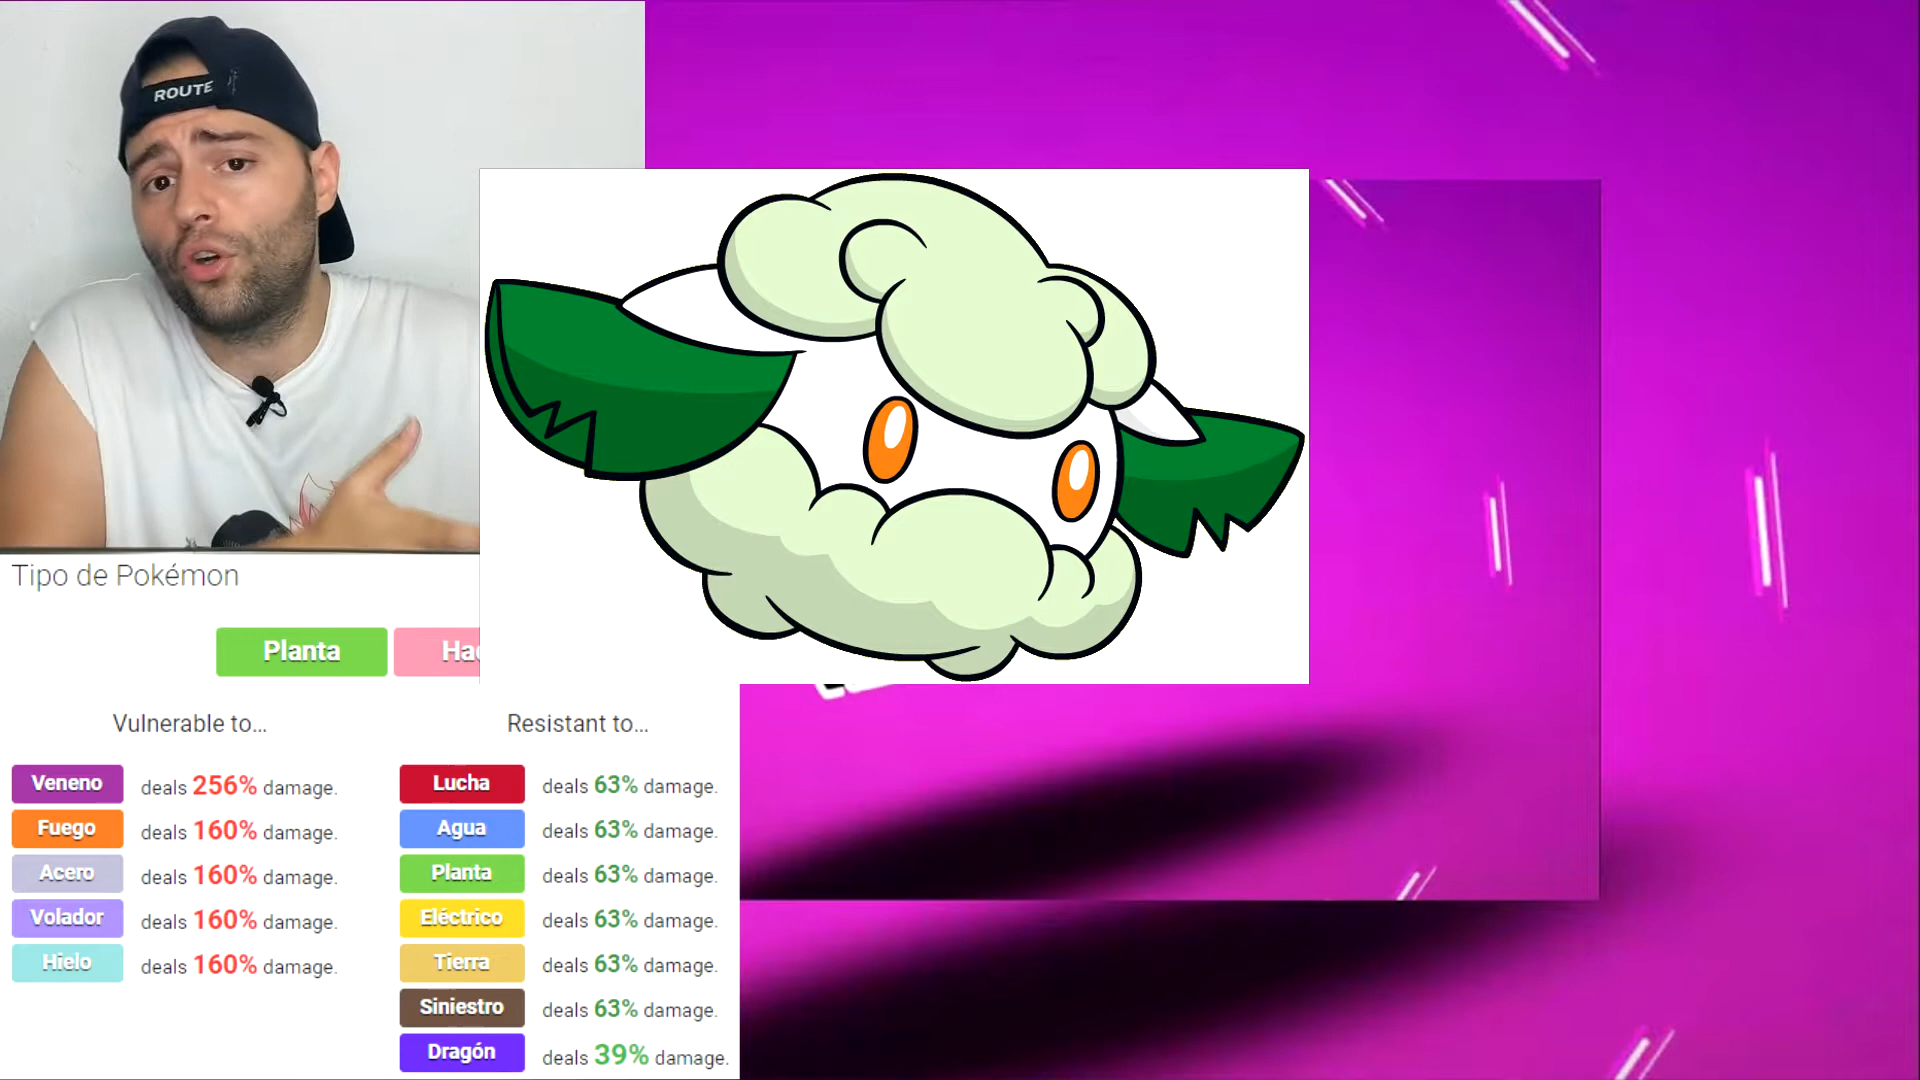 ROUTE
Tipo de Pokémon
Planta
Vulnerable to...
Veneno deals 256% damage.
Fuego deals 160% damage.
Acero deals 160% damage.
Volador deals 160% damage.
Hielo deals 160% damage.
Resistant to...
Lucha deals 63% damage.
Agua deals 63% damage.
Planta deals 63% damage.
Eléctrico deals 63% damage.
Tierra deals 63% damage.
Siniestro deals 63% damage.
Dragón deals 39% damage.